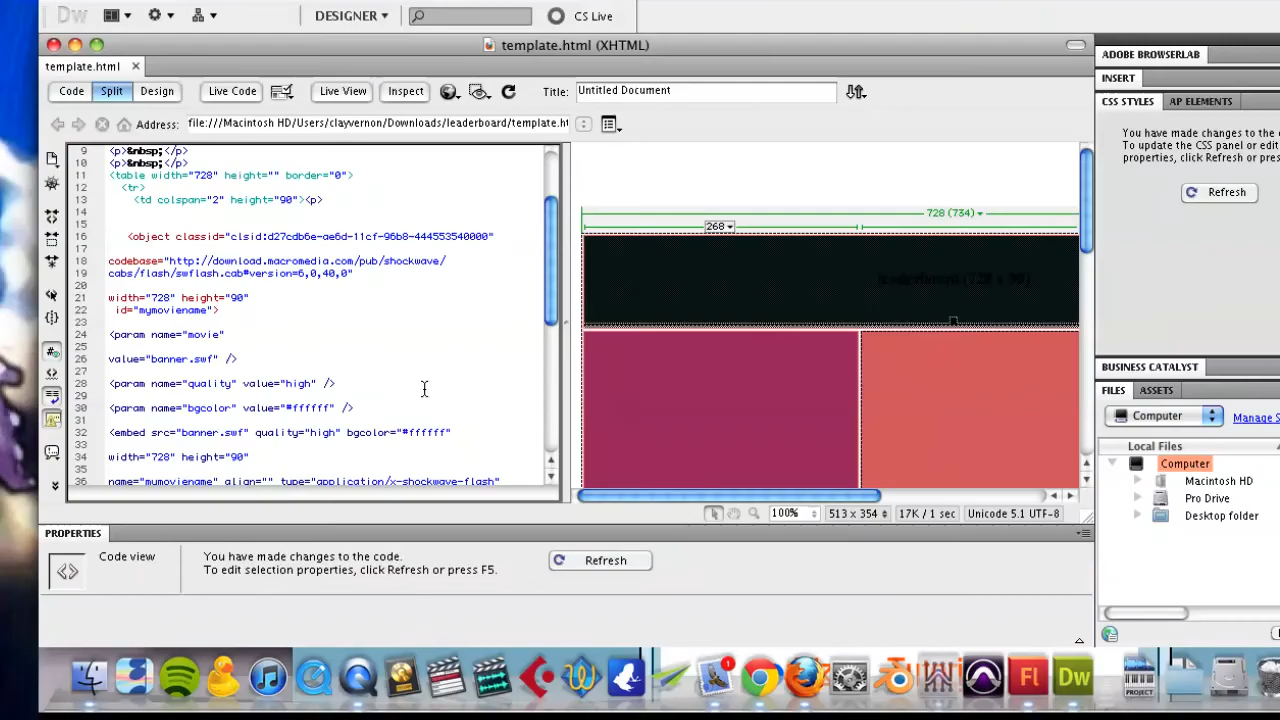 Dw DESIGNER CS Live
template.html (XHTML)
template.html
Code Split Design Live Code Live View Inspect Title: Untitled Document
Address: file:///Macintosh HD/Users/clayvernon/Downloads/leaderboard/template.ht
9 <p>&nbsp;</p>
10 <p>&nbsp;</p>
11 <table width="728" height="" border="0">
12 <tr>
13 <td colspan="2" height="90"><p>
14
15
16 <object classid="clsid:d27cdb6e-ae6d-11cf-96b8-444553540000"
17
18 codebase="http://download.macromedia.com/pub/shockwave/
19 cabs/flash/swflash.cab#version=6,0,40,0"
20
21 width="728" height="90"
22 id="mymoviename">
23
24 <param name="movie"
25
26 value="banner.swf" />
27
28 <param name="quality" value="high" />
29
30 <param name="bgcolor" value="#ffffff" />
31
32 <embed src="banner.swf" quality="high" bgcolor="#ffffff"
33
34 width="728" height="90"
35
36 name="mymoviename" align="" type="application/x-shockwave-flash"
728 (734)
268
leaderboard (728 x 90)
100% 513 x 354 17K / 1 sec Unicode 5.1 UTF-8
PROPERTIES
Code view
You have made changes to the code.
To edit selection properties, click Refresh or press F5.
Refresh
ADOBE BROWSERLAB
INSERT
CSS STYLES AP ELEMENTS
You have made changes to the c
To update the CSS panel or edit
properties, click Refresh or pres
Refresh
BUSINESS CATALYST
FILES ASSETS
Computer Manage S
Local Files
Computer
Macintosh HD
Pro Drive
Desktop folder
1
Fl
Dw
PROJECT